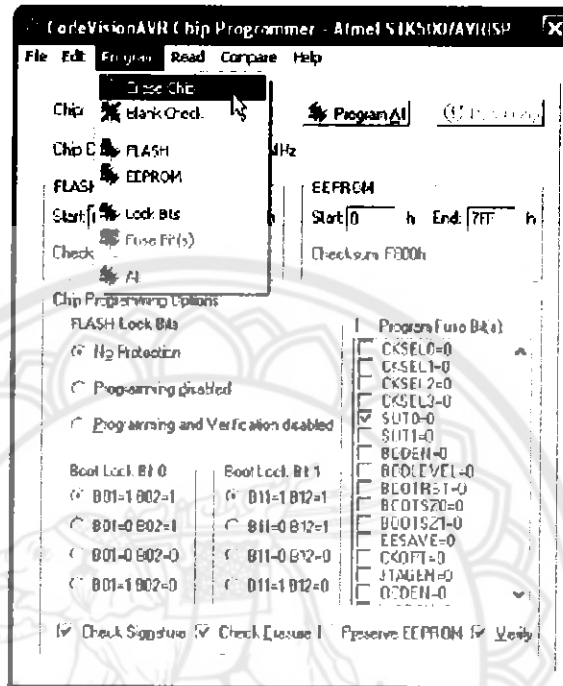 CodeVisionAVR Chip Programmer - Atmel STK500/AVRISP
File Edit Program Read Compare Help
Erase Chip
Chip: Blank Check Program All
Chip C FLASH MHz
EEPROM
FLASH EEPROM
Start: Lock Bits h Start: 0 h End: 7FF h
Fuse Bit(s)
Check Checksum F800h
All
Chip Programming Options
FLASH Lock Bits Program Fuse Bit(s)
No Protection
Programming disabled
Programming and Verification disabled
CKSEL0=0
CKSEL1=0
CKSEL2=0
CKSEL3=0
SUT0=0
SUT1=0
BODEN=0
BODLEVEL=0
BOOTRST=0
BOOTSZ0=0
BOOTSZ1=0
EESAVE=0
CKOPT=0
JTAGEN=0
OCDEN=0
Boot Lock Bit 0 Boot Lock Bit 1
B01=1 B02=1 B11=1 B12=1
B01=0 B02=1 B11=0 B12=1
B01=0 B02=0 B11=0 B12=0
B01=1 B02=0 B11=1 B12=0
Check Signature Check Erasure Preserve EEPROM Verify